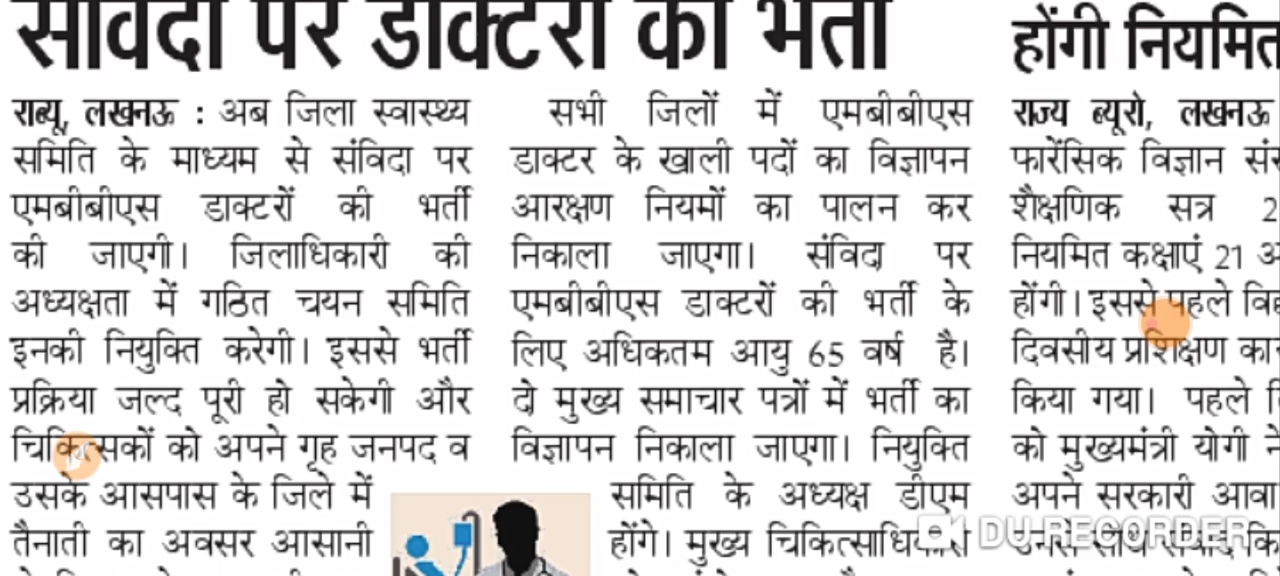 संविदा पर डाक्टरों की भर्ती
राब्यू, लखनऊ : अब जिला स्वास्थ्य
समिति के माध्यम से संविदा पर
एमबीबीएस डाक्टरों की भर्ती
की जाएगी। जिलाधिकारी की
अध्यक्षता में गठित चयन समिति
इनकी नियुक्ति करेगी। इससे भर्ती
प्रक्रिया जल्द पूरी हो सकेगी और
चिकित्सकों को अपने गृह जनपद व
उसके आसपास के जिले में
तैनाती का अवसर आसानी
सभी जिलों में एमबीबीएस
डाक्टर के खाली पदों का विज्ञापन
आरक्षण नियमों का पालन कर
निकाला जाएगा। संविदा पर
एमबीबीएस डाक्टरों की भर्ती के
लिए अधिकतम आयु 65 वर्ष है।
दो मुख्य समाचार पत्रों में भर्ती का
विज्ञापन निकाला जाएगा। नियुक्ति
समिति के अध्यक्ष डीएम
होंगे। मुख्य
होंगी नियमित
राज्य ब्यूरो, लखनऊ
फारेंसिक विज्ञान
शैक्षणिक सत्र 2
नियमित कक्षाएं 21
होंगी। इससे पहले
दिवसीय प्रशिक्षण
किया गया। पहले
को मुख्यमंत्री योगी ने
अपने सरकारी
DU RECORDER